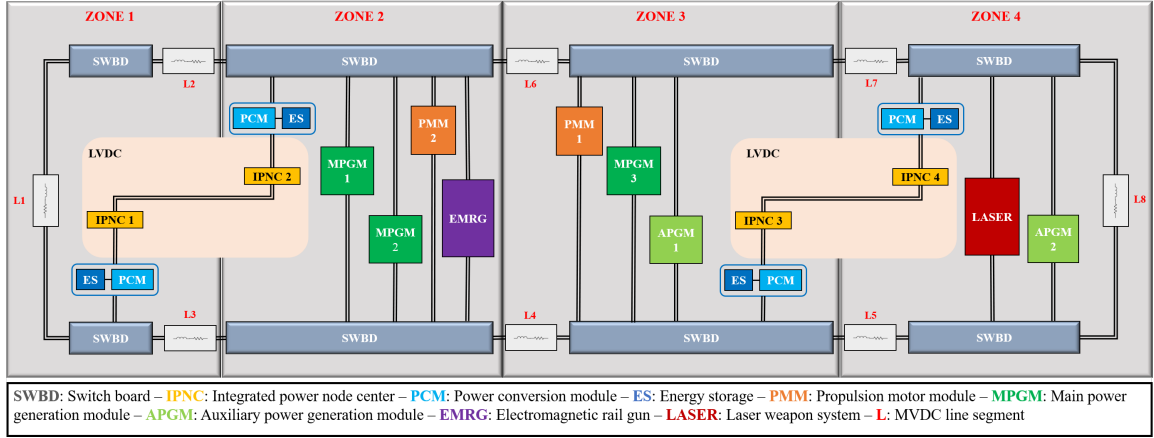 ZONE 1
ZONE 2
ZONE 3
ZONE 4
SWBD
SWBD
SWBD
SWBD
L2
L6
L7
PCM
ES
PMM
2
PMM
1
PCM
ES
LVDC
LVDC
MPGM
1
MPGM
3
IPNC 2
IPNC 4
L1
L8
IPNC 1
EMRG
IPNC 3
LASER
MPGM
2
APGM
1
APGM
2
ES
PCM
ES
PCM
L3
L4
L5
SWBD
SWBD
SWBD
SWBD
SWBD: Switch board – IPNC: Integrated power node center – PCM: Power conversion module – ES: Energy storage – PMM: Propulsion motor module – MPGM: Main power
generation module – APGM: Auxiliary power generation module – EMRG: Electromagnetic rail gun – LASER: Laser weapon system – L: MVDC line segment